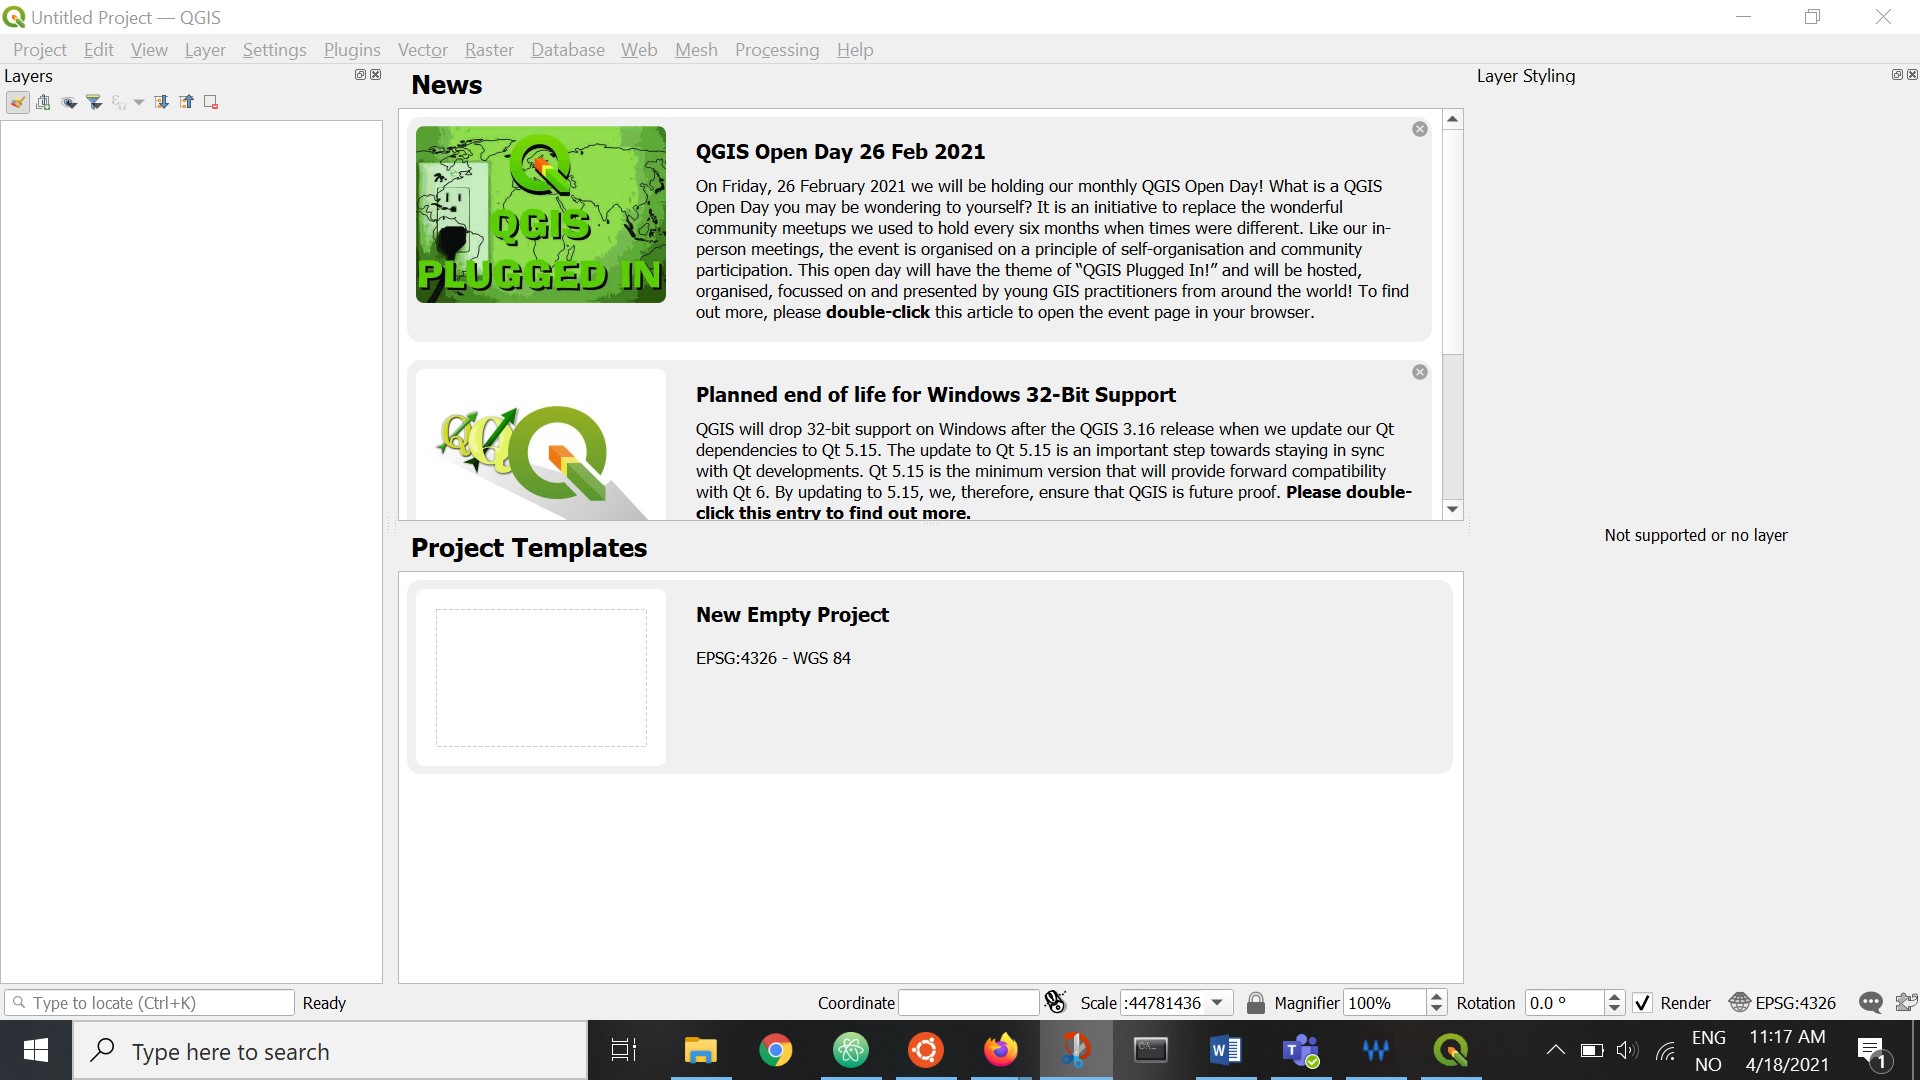 Untitled Project — QGIS
Project Edit View Layer Settings Plugins Vector Raster Database Web Mesh Processing Help
Layers
News
QGIS
PLUGGED IN
QGIS Open Day 26 Feb 2021
On Friday, 26 February 2021 we will be holding our monthly QGIS Open Day! What is a QGIS
Open Day you may be wondering to yourself? It is an initiative to replace the wonderful
community meetups we used to hold every six months when times were different. Like our in-
person meetings, the event is organised on a principle of self-organisation and community
participation. This open day will have the theme of “QGIS Plugged In!” and will be hosted,
organised, focussed on and presented by young GIS practitioners from around the world! To find
out more, please double-click this article to open the event page in your browser.
Planned end of life for Windows 32-Bit Support
QGIS will drop 32-bit support on Windows after the QGIS 3.16 release when we update our Qt
dependencies to Qt 5.15. The update to Qt 5.15 is an important step towards staying in sync
with Qt developments. Qt 5.15 is the minimum version that will provide forward compatibility
with Qt 6. By updating to 5.15, we, therefore, ensure that QGIS is future proof. Please double-
click this entry to find out more.
Project Templates
New Empty Project
EPSG:4326 - WGS 84
Layer Styling
Not supported or no layer
Type to locate (Ctrl+K) Ready Coordinate Scale :44781436 Magnifier 100% Rotation 0.0 ° Render EPSG:4326
Type here to search
ENG
NO
11:17 AM
4/18/2021
1